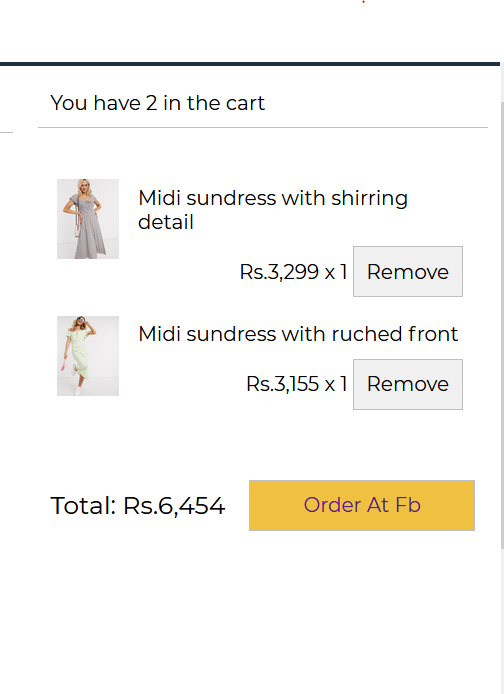 You have 2 in the cart
Midi sundress with shirring
detail
Rs.3,299 x 1 Remove
Midi sundress with ruched front
Rs.3,155 x 1 Remove
Total: Rs.6,454 Order At Fb